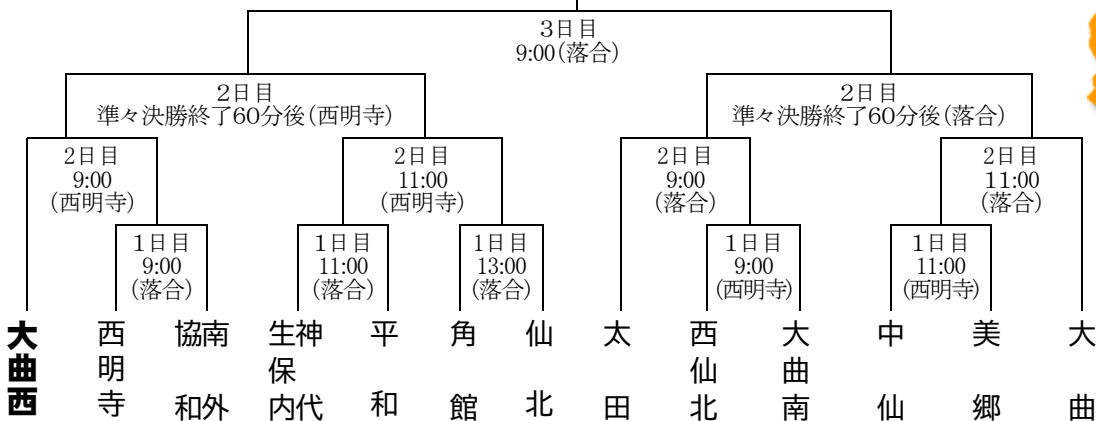 3日目
9:00(落合)
2日目
準々決勝終了60分後(西明寺)
2日目
準々決勝終了60分後(落合)
2日目
9:00
(西明寺)
2日目
11:00
(西明寺)
2日目
9:00
(落合)
2日目
11:00
(落合)
1日目
9:00
(落合)
1日目
11:00
(落合)
1日目
13:00
(落合)
1日目
9:00
(西明寺)
1日目
11:00
(西明寺)
大曲西
西明寺
協和
南外
生保内
神代
平和
角館
仙北
太田
西仙北
大曲南
中仙
美郷
大曲